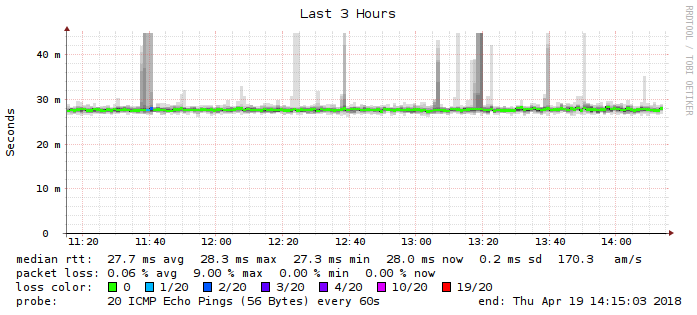 Last 3 Hours
RRDTOOL / TOBI OETIKER
Seconds
40 m
30 m
20 m
10 m
0
11:20 11:40 12:00 12:20 12:40 13:00 13:20 13:40 14:00
median rtt: 27.7 ms avg 28.3 ms max 27.3 ms min 28.0 ms now 0.2 ms sd 170.3 am/s
packet loss: 0.06 % avg 9.00 % max 0.00 % min 0.00 % now
loss color: 0 1/20 2/20 3/20 4/20 10/20 19/20
probe: 20 ICMP Echo Pings (56 Bytes) every 60s end: Thu Apr 19 14:15:03 2018